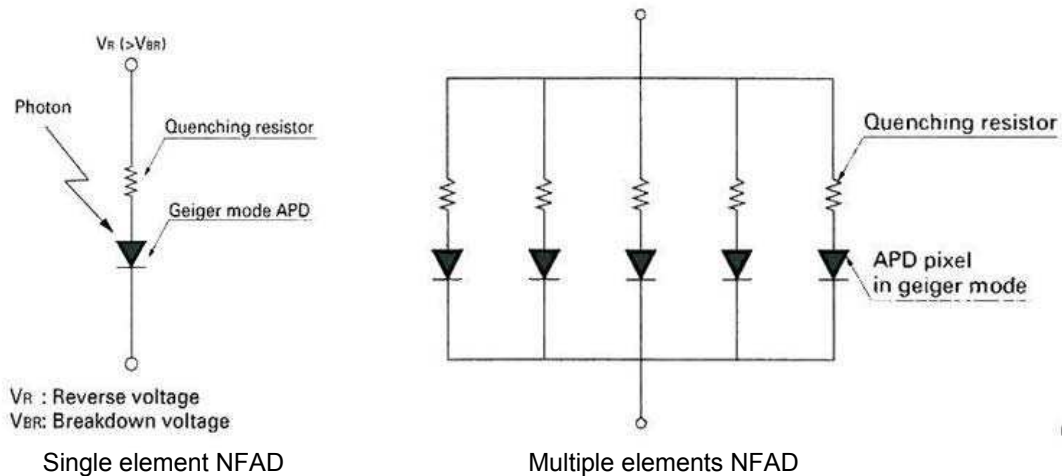 VR (>VBR)
Photon
Quenching resistor
Geiger mode APD
VR : Reverse voltage
VBR: Breakdown voltage
Single element NFAD
Quenching resistor
APD pixel
in geiger mode
Multiple elements NFAD